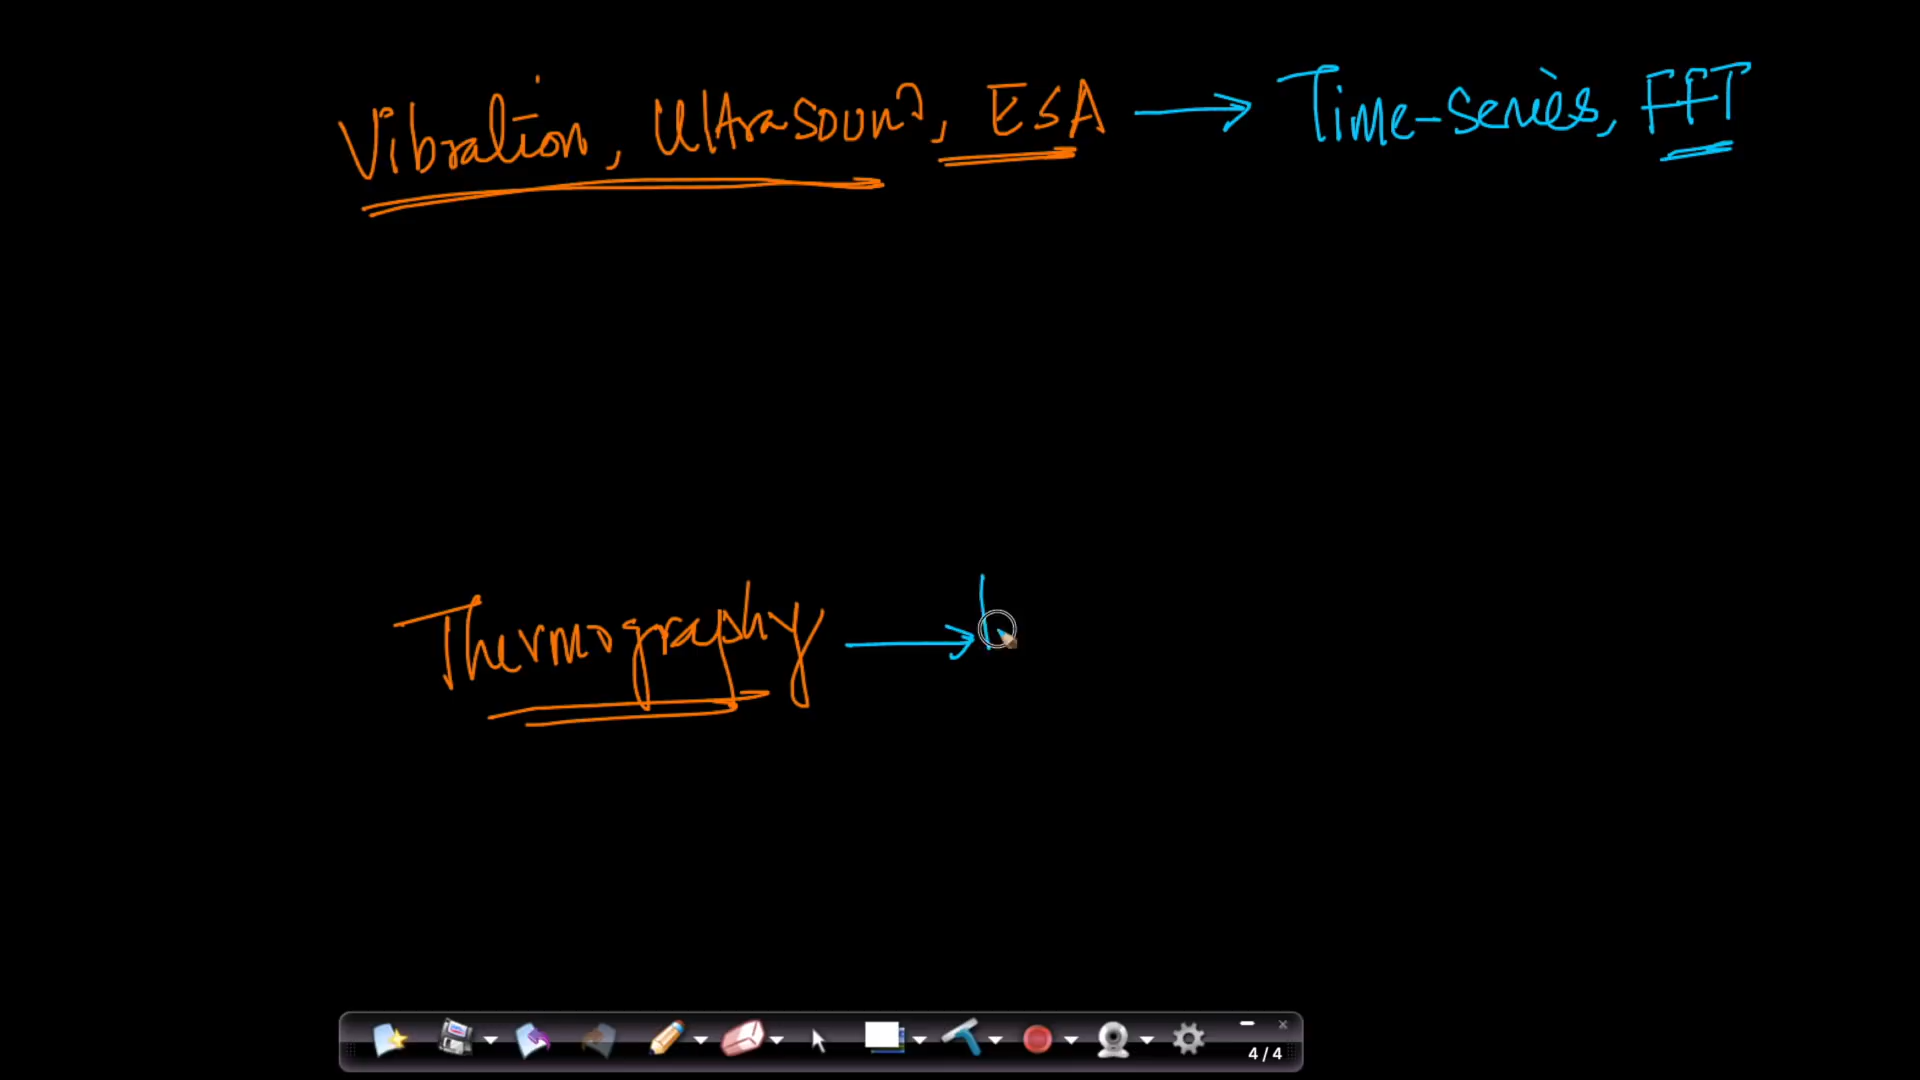 Vibration, Ultrasound, ESA → Time-series, FFT
Thermography →
4/4